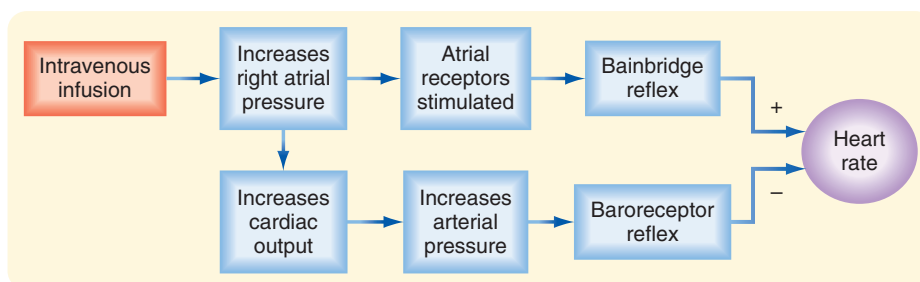 Intravenous
infusion
Increases
right atrial
pressure
Atrial
receptors
stimulated
Bainbridge
reflex
+
Heart
rate
Increases
cardiac
output
Increases
arterial
pressure
Baroreceptor
reflex
–